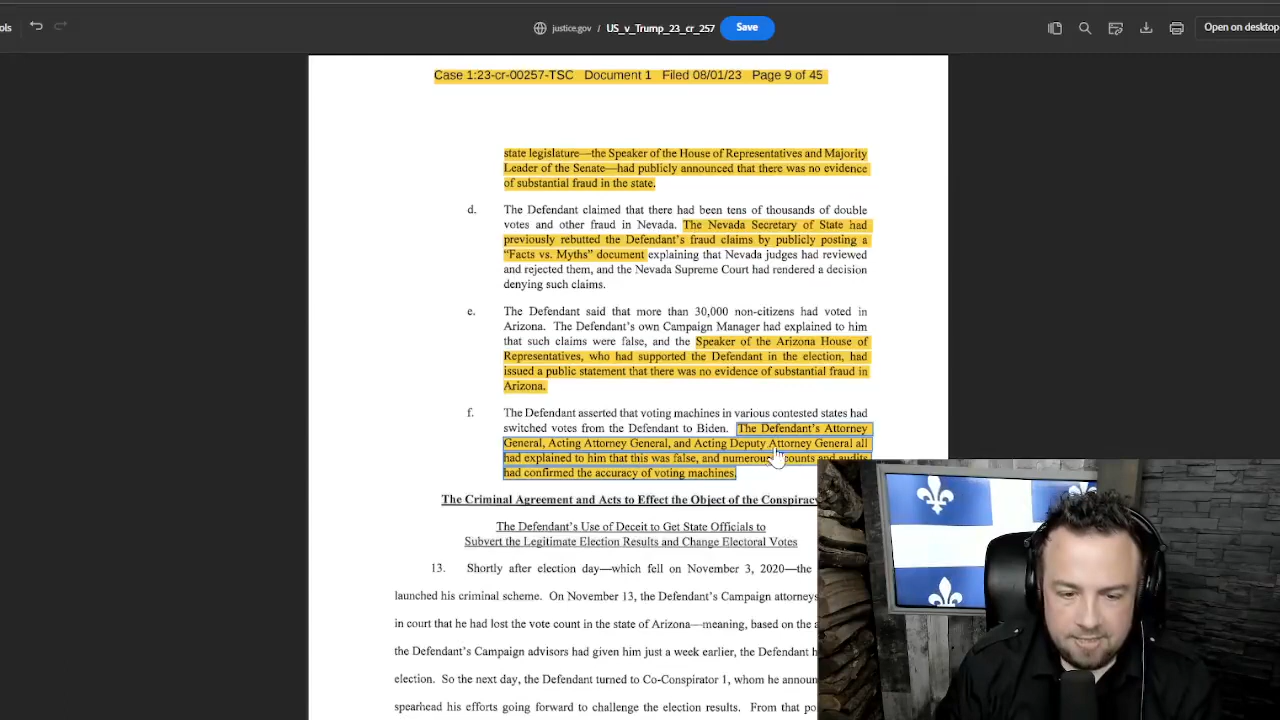 ols
justice.gov / US_v_Trump_23_cr_257 Save
Open on desktop
Case 1:23-cr-00257-TSC Document 1 Filed 08/01/23 Page 9 of 45
state legislature—the Speaker of the House of Representatives and Majority
Leader of the Senate—had publicly announced that there was no evidence
of substantial fraud in the state.
d. The Defendant claimed that there had been tens of thousands of double
votes and other fraud in Nevada. The Nevada Secretary of State had
previously rebutted the Defendant's fraud claims by publicly posting a
“Facts vs. Myths” document explaining that Nevada judges had reviewed
and rejected them, and the Nevada Supreme Court had rendered a decision
denying such claims.
e. The Defendant said that more than 30,000 non-citizens had voted in
Arizona. The Defendant's own Campaign Manager had explained to him
that such claims were false, and the Speaker of the Arizona House of
Representatives, who had supported the Defendant in the election, had
issued a public statement that there was no evidence of substantial fraud in
Arizona.
f. The Defendant asserted that voting machines in various contested states had
switched votes from the Defendant to Biden. The Defendant's Attorney
General, Acting Attorney General, and Acting Deputy Attorney General all
had explained to him that this was false, and numerous counts and audits
had confirmed the accuracy of voting machines.
The Criminal Agreement and Acts to Effect the Object of the Conspirac
The Defendant's Use of Deceit to Get State Officials to
Subvert the Legitimate Election Results and Change Electoral Votes
13. Shortly after election day—which fell on November 3, 2020—the
launched his criminal scheme. On November 13, the Defendant's Campaign attorneys
in court that he had lost the vote count in the state of Arizona—meaning, based on the
the Defendant's Campaign advisors had given him just a week earlier, the Defendant
election. So the next day, the Defendant turned to Co-Conspirator 1, whom he
spearhead his efforts going forward to challenge the election results. From that